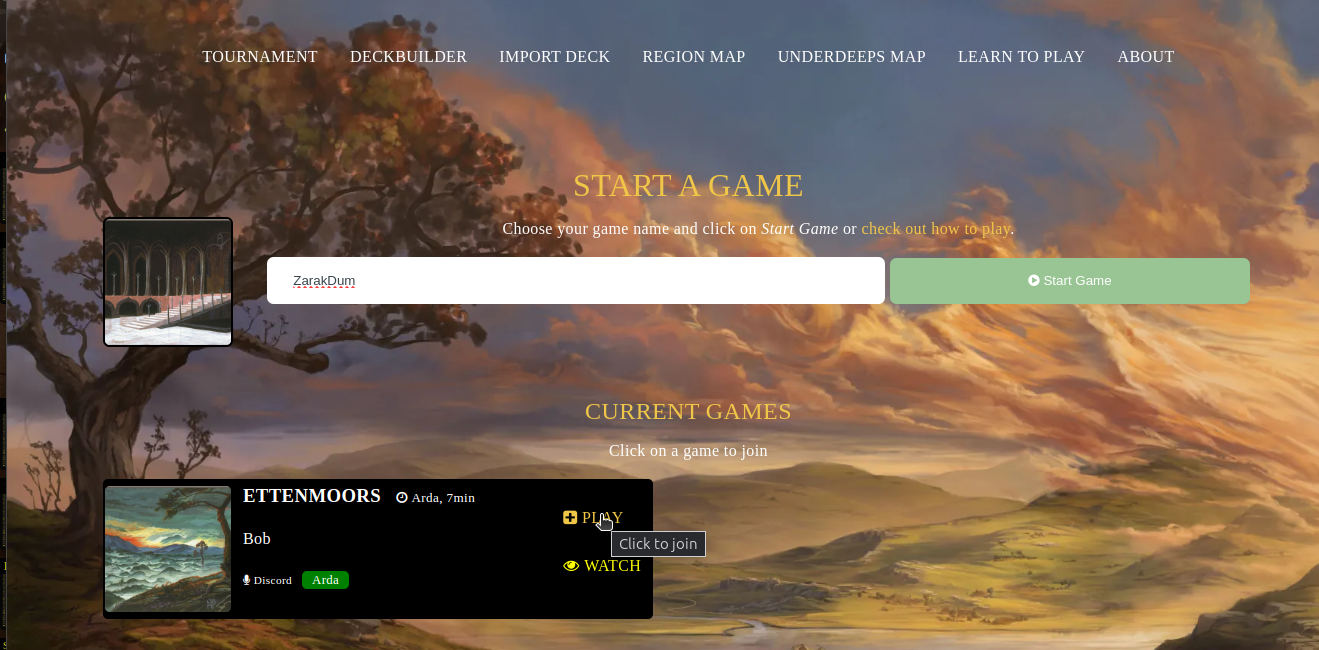 TOURNAMENT DECKBUILDER IMPORT DECK REGION MAP UNDERDEEPS MAP LEARN TO PLAY ABOUT
START A GAME
Choose your game name and click on Start Game or check out how to play.
ZarakDum
Start Game
CURRENT GAMES
Click on a game to join
ETTENMOORS Arda, 7min
PLAY
Bob
Click to join
WATCH
Discord Arda